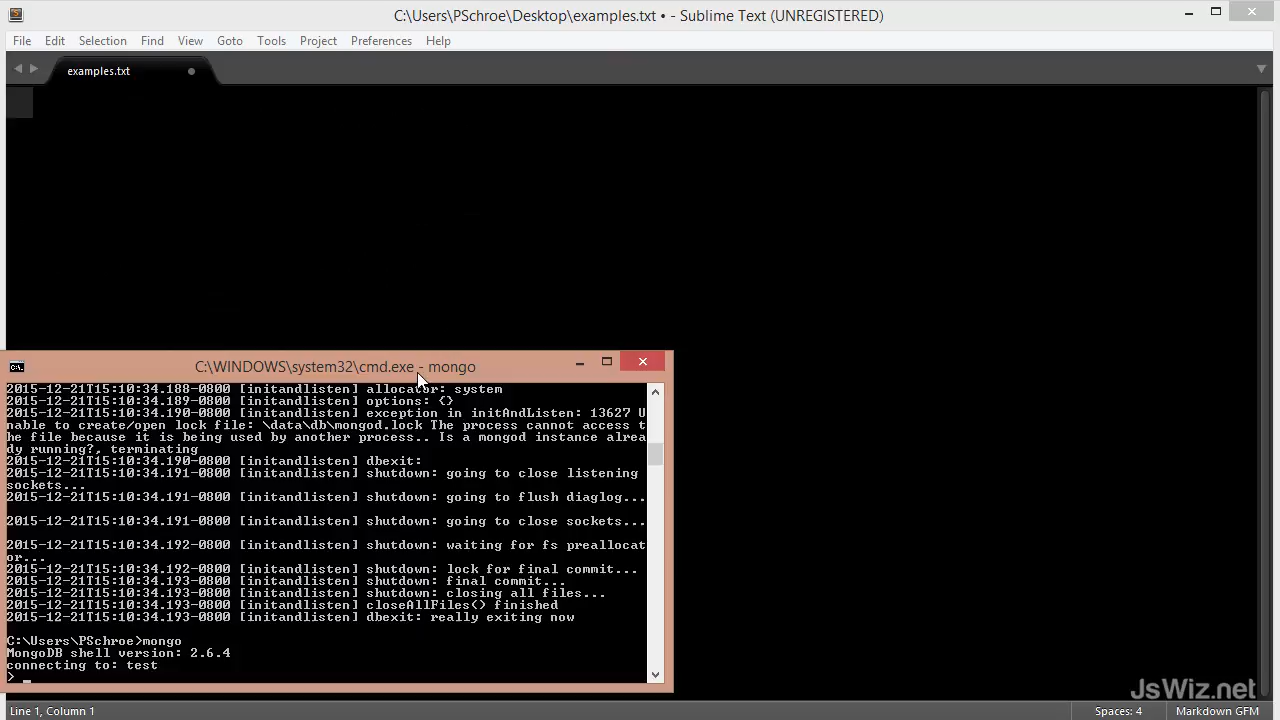 C:\Users\PSchroe\Desktop\examples.txt • - Sublime Text (UNREGISTERED)
File Edit Selection Find View Goto Tools Project Preferences Help
examples.txt
C:\WINDOWS\system32\cmd.exe - mongo
2015-12-21T15:10:34.188-0800 [initandlisten] allocator: system
2015-12-21T15:10:34.189-0800 [initandlisten] options: {}
2015-12-21T15:10:34.190-0800 [initandlisten] exception in initAndListen: 13627 U
nable to create/open lock file: \data\db\mongod.lock The process cannot access t
he file because it is being used by another process.. Is a mongod instance alrea
dy running?, terminating
2015-12-21T15:10:34.190-0800 [initandlisten] dbexit:
2015-12-21T15:10:34.191-0800 [initandlisten] shutdown: going to close listening
sockets...
2015-12-21T15:10:34.191-0800 [initandlisten] shutdown: going to flush diaglog...
2015-12-21T15:10:34.191-0800 [initandlisten] shutdown: going to close sockets...
2015-12-21T15:10:34.192-0800 [initandlisten] shutdown: waiting for fs preallocat
or...
2015-12-21T15:10:34.192-0800 [initandlisten] shutdown: lock for final commit...
2015-12-21T15:10:34.193-0800 [initandlisten] shutdown: final commit...
2015-12-21T15:10:34.193-0800 [initandlisten] shutdown: closing all files...
2015-12-21T15:10:34.193-0800 [initandlisten] closeAllFiles() finished
2015-12-21T15:10:34.193-0800 [initandlisten] dbexit: really exiting now
C:\Users\PSchroe>mongo
MongoDB shell version: 2.6.4
connecting to: test
> _
JsWiz.net
Line 1, Column 1
Spaces: 4
Markdown GFM